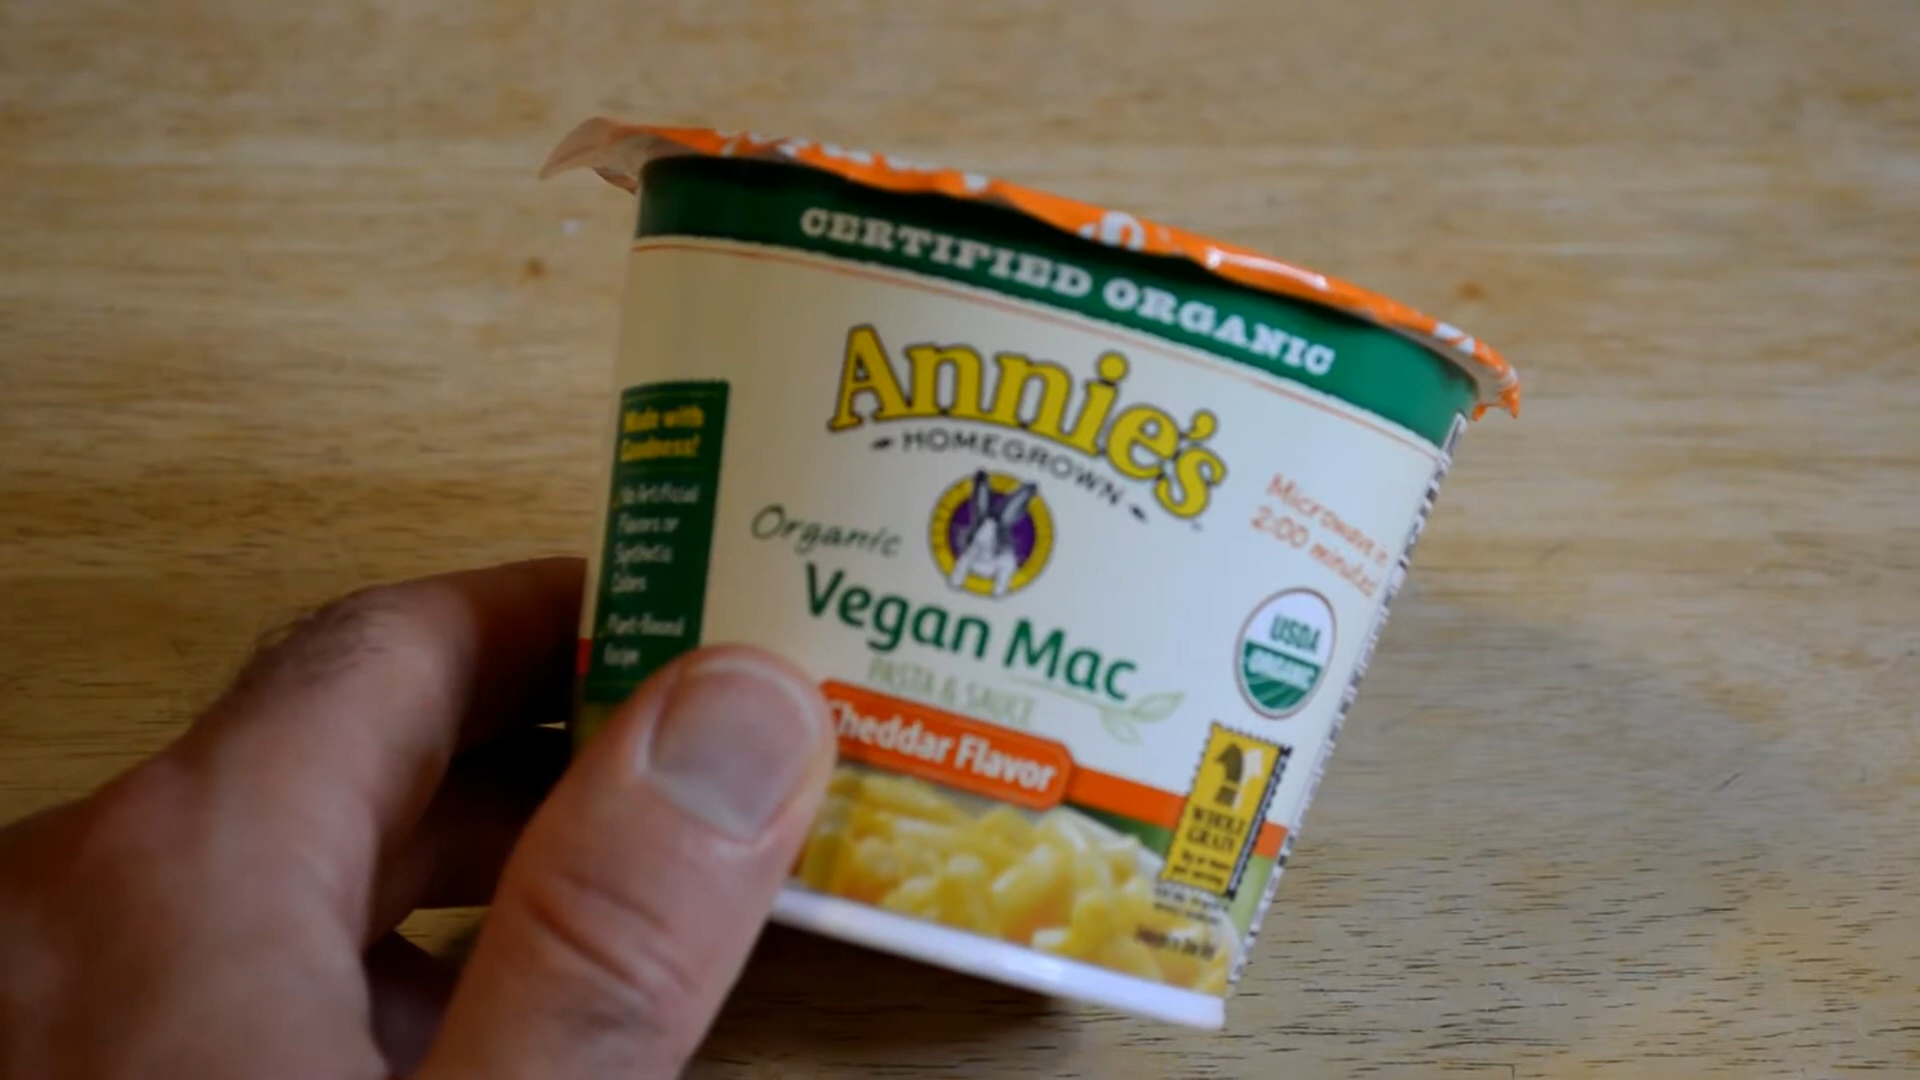 CERTIFIED ORGANIC
Annie's
HOMEGROWN
Organic
Vegan Mac
PASTA & SAUCE
Cheddar Flavor
Microwave in
2:00 minutes!
USDA
ORGANIC
WHOLE
GRAIN
Made with
Goodness!
No Artificial
Flavors or
Synthetic
Colors
Plant-Based
Recipe